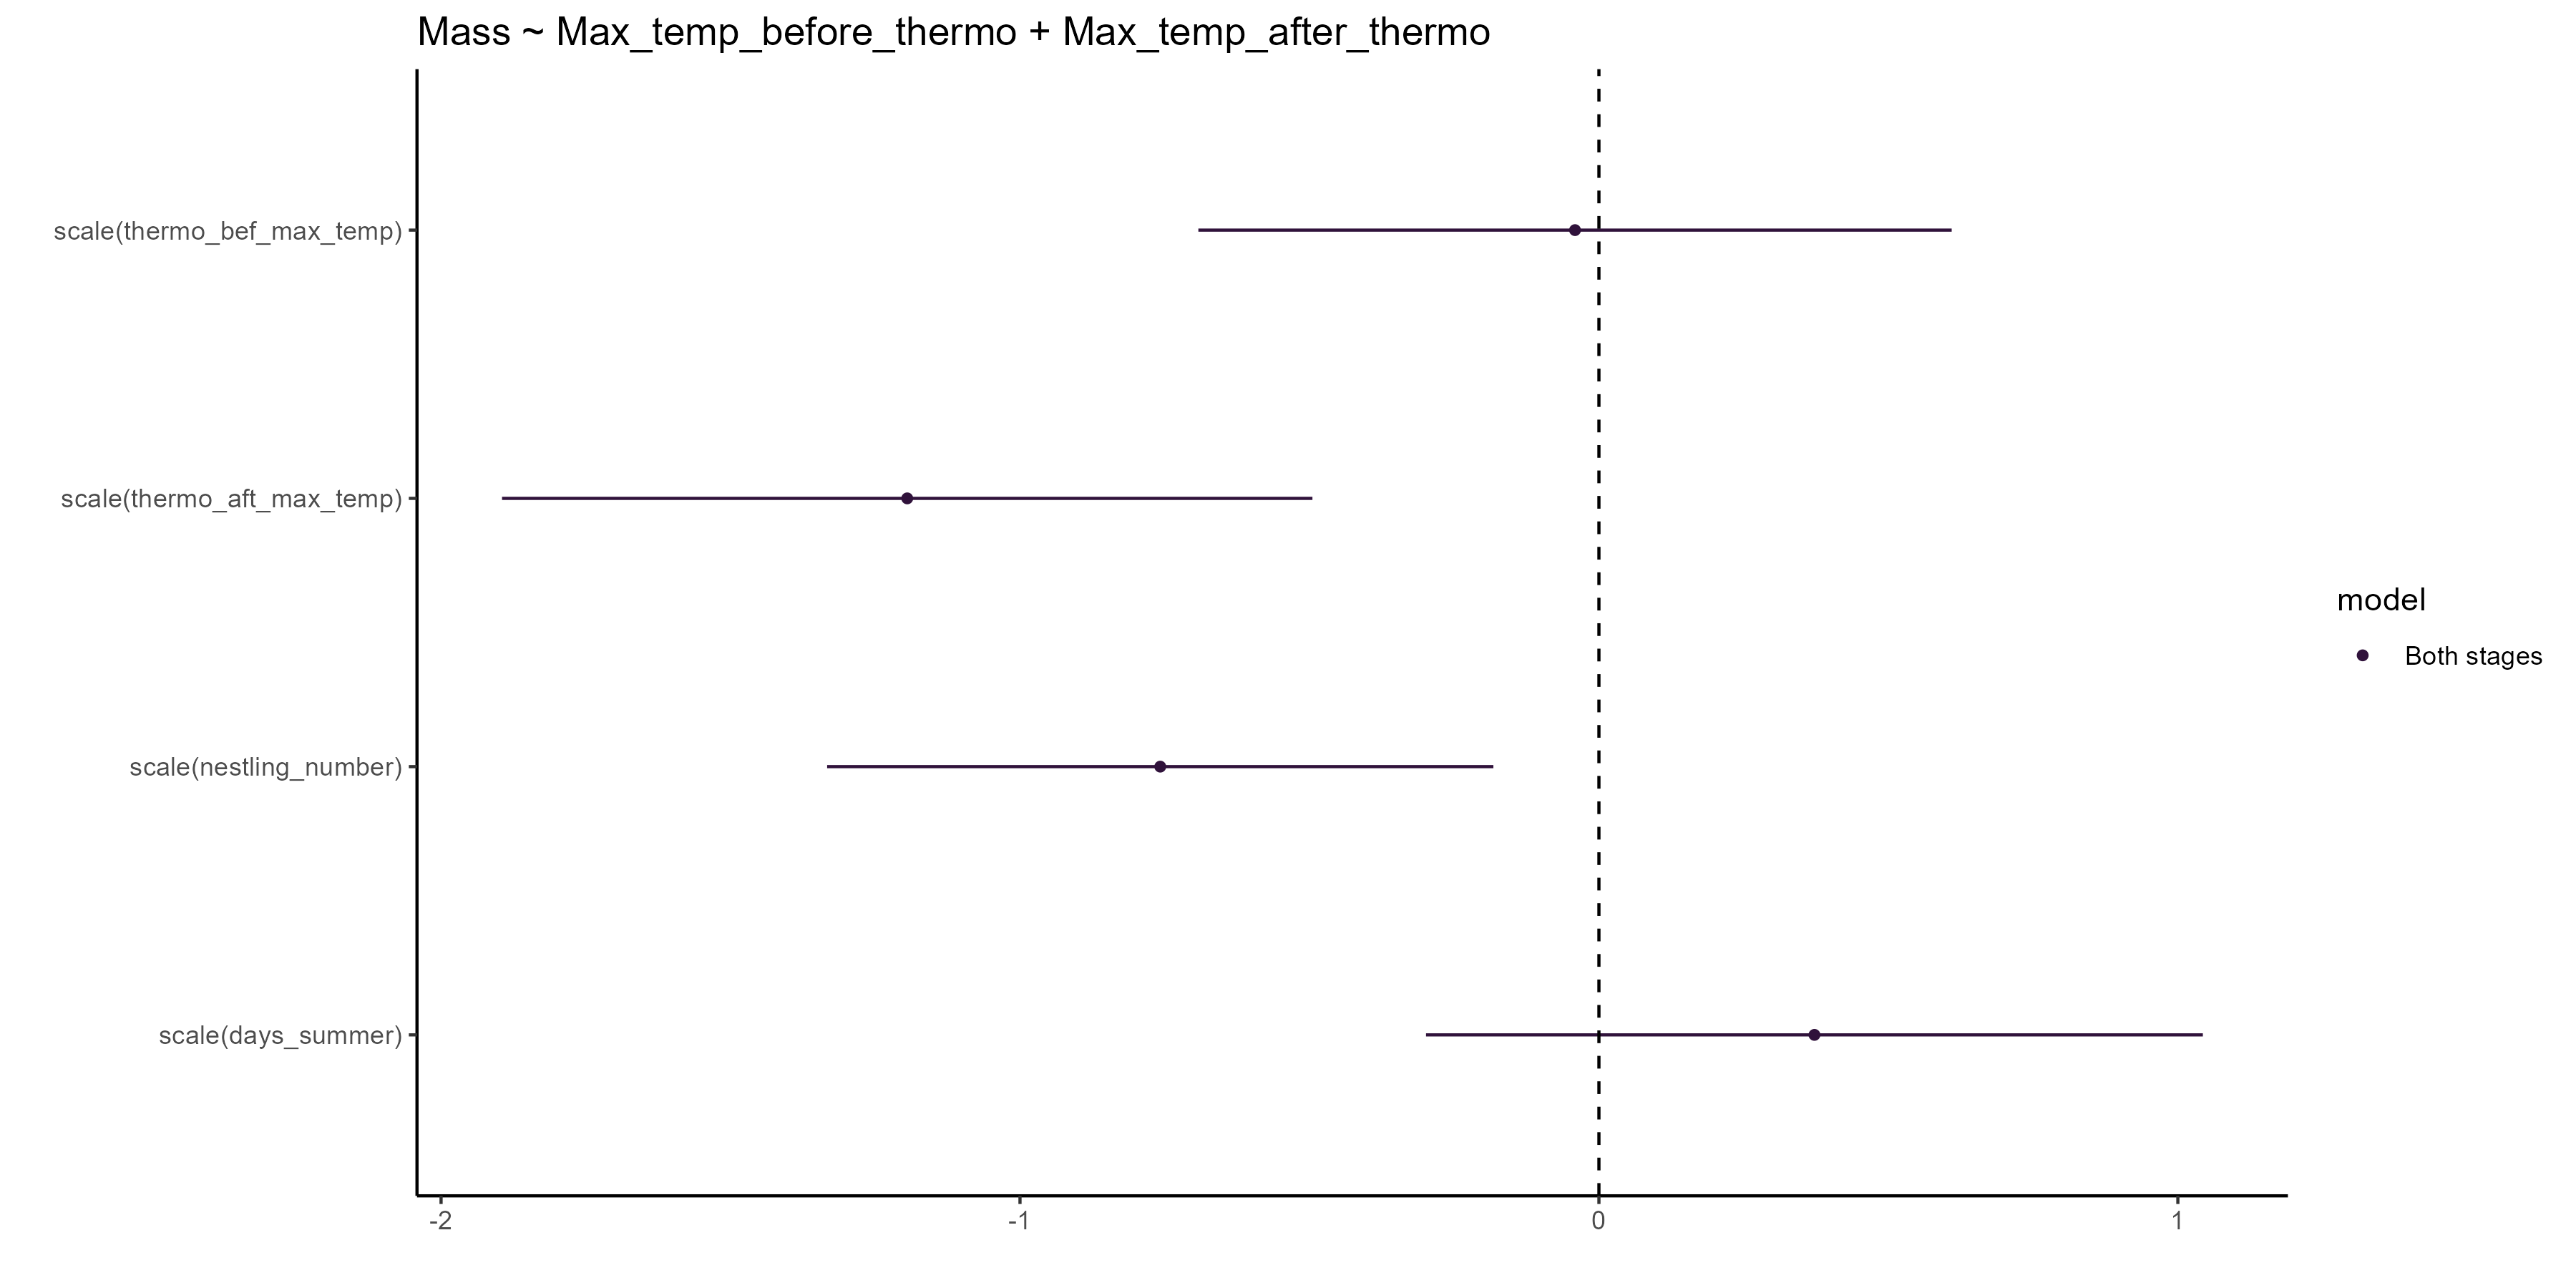 Mass ~ Max_temp_before_thermo + Max_temp_after_thermo
scale(thermo_bef_max_temp)
scale(thermo_aft_max_temp)
scale(nestling_number)
scale(days_summer)
-2
-1
0
1
model
Both stages